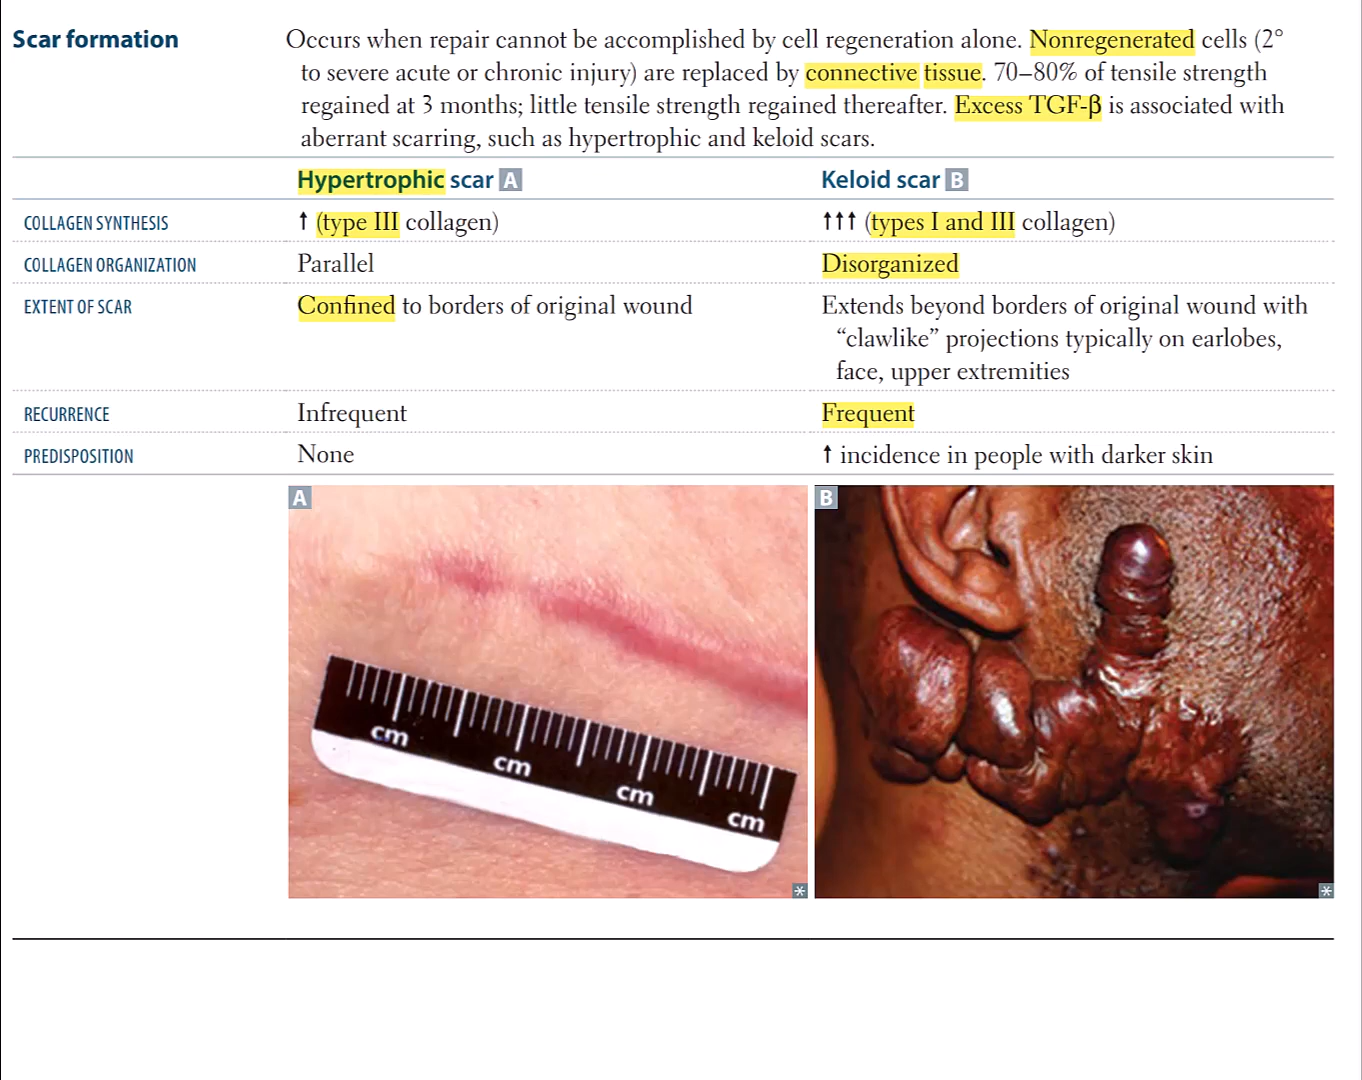 Scar formation
Occurs when repair cannot be accomplished by cell regeneration alone. Nonregenerated cells (2°
to severe acute or chronic injury) are replaced by connective tissue. 70–80% of tensile strength
regained at 3 months; little tensile strength regained thereafter. Excess TGF-β is associated with
aberrant scarring, such as hypertrophic and keloid scars.
Hypertrophic scar A
Keloid scar B
COLLAGEN SYNTHESIS
↑ (type III collagen)
↑↑↑ (types I and III collagen)
COLLAGEN ORGANIZATION
Parallel
Disorganized
EXTENT OF SCAR
Confined to borders of original wound
Extends beyond borders of original wound with
“clawlike” projections typically on earlobes,
face, upper extremities
RECURRENCE
Infrequent
Frequent
PREDISPOSITION
None
↑ incidence in people with darker skin
A
B
cm
cm
cm
cm
*
*